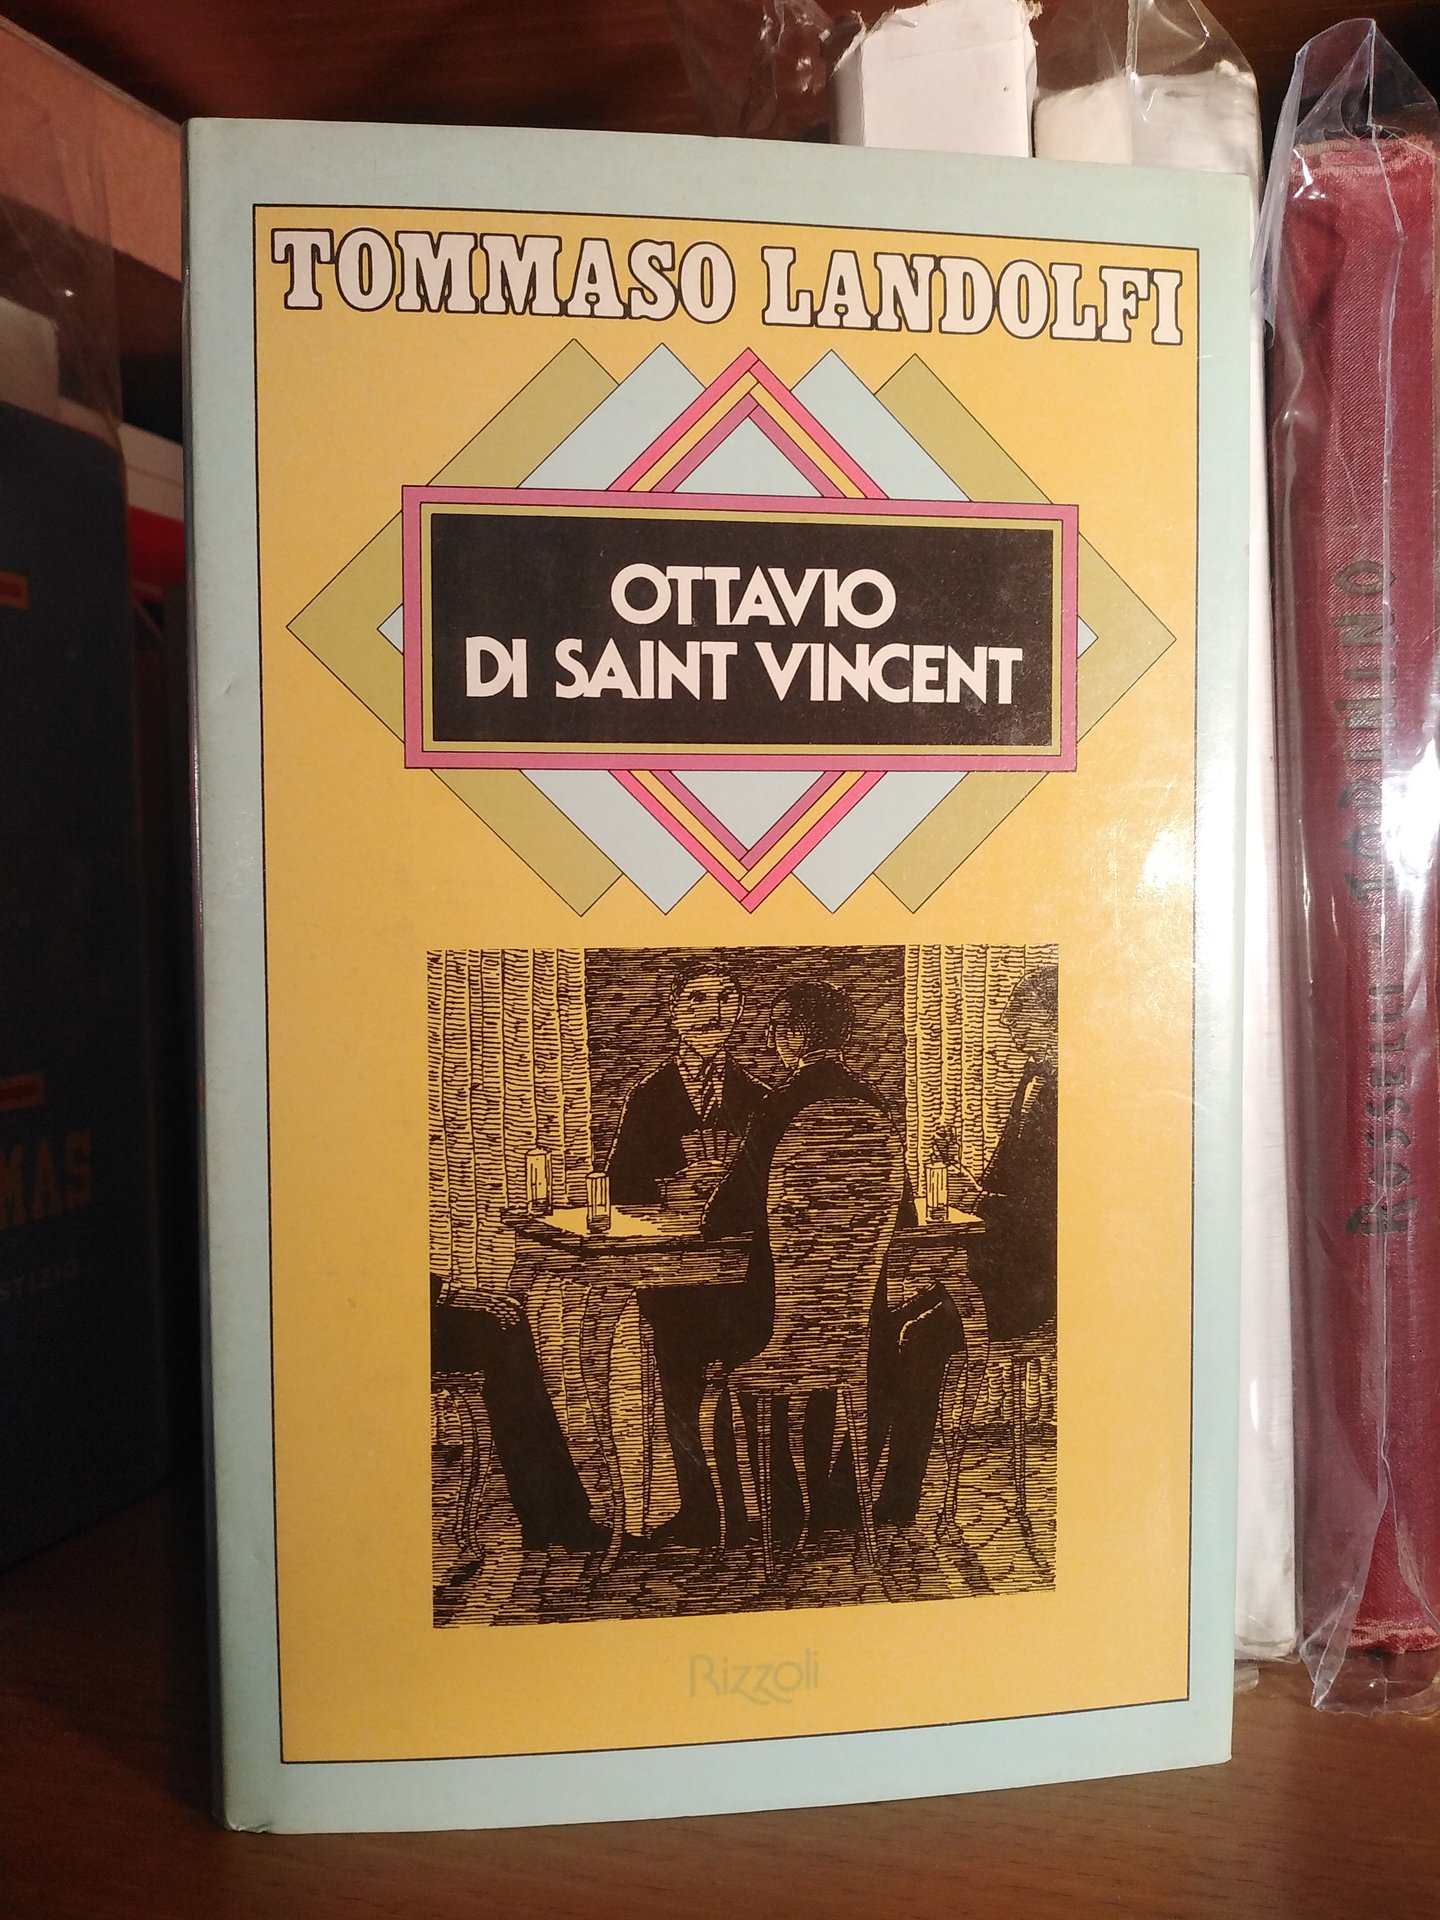 TOMMASO LANDOLFI
OTTAVIO
DI SAINT VINCENT
Rizzoli